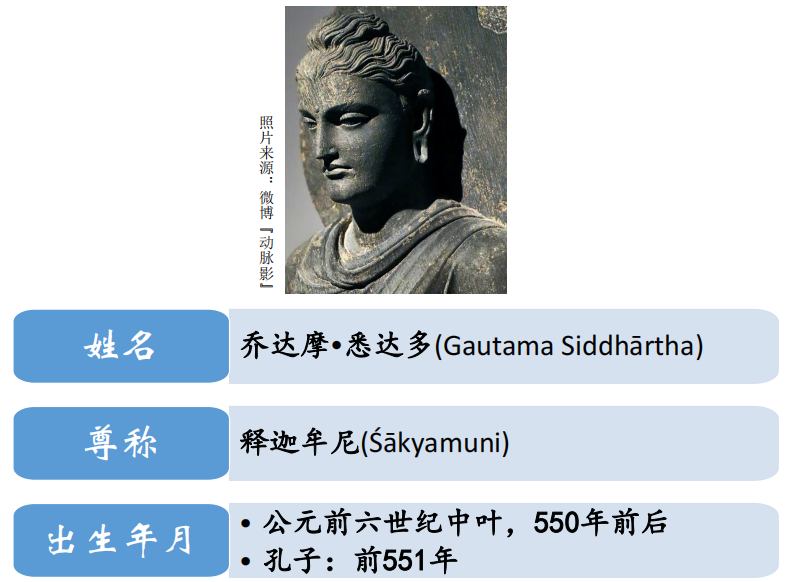 照片来源：微博『动脉影』
姓名
乔达摩•悉达多(Gautama Siddhārtha)
尊称
释迦牟尼(Śākyamuni)
出生年月
• 公元前六世纪中叶，550年前后
• 孔子：前551年